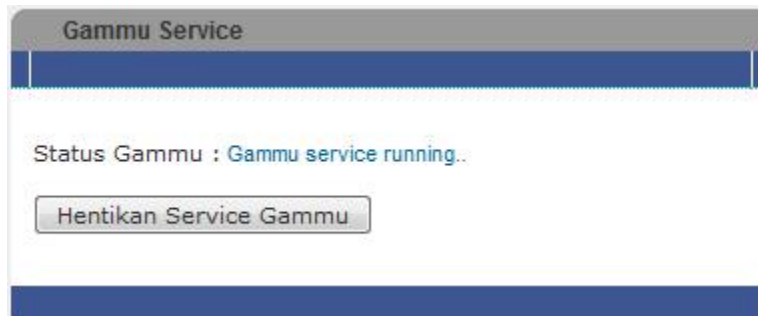 Gammu Service
Status Gammu : Gammu service running..
Hentikan Service Gammu